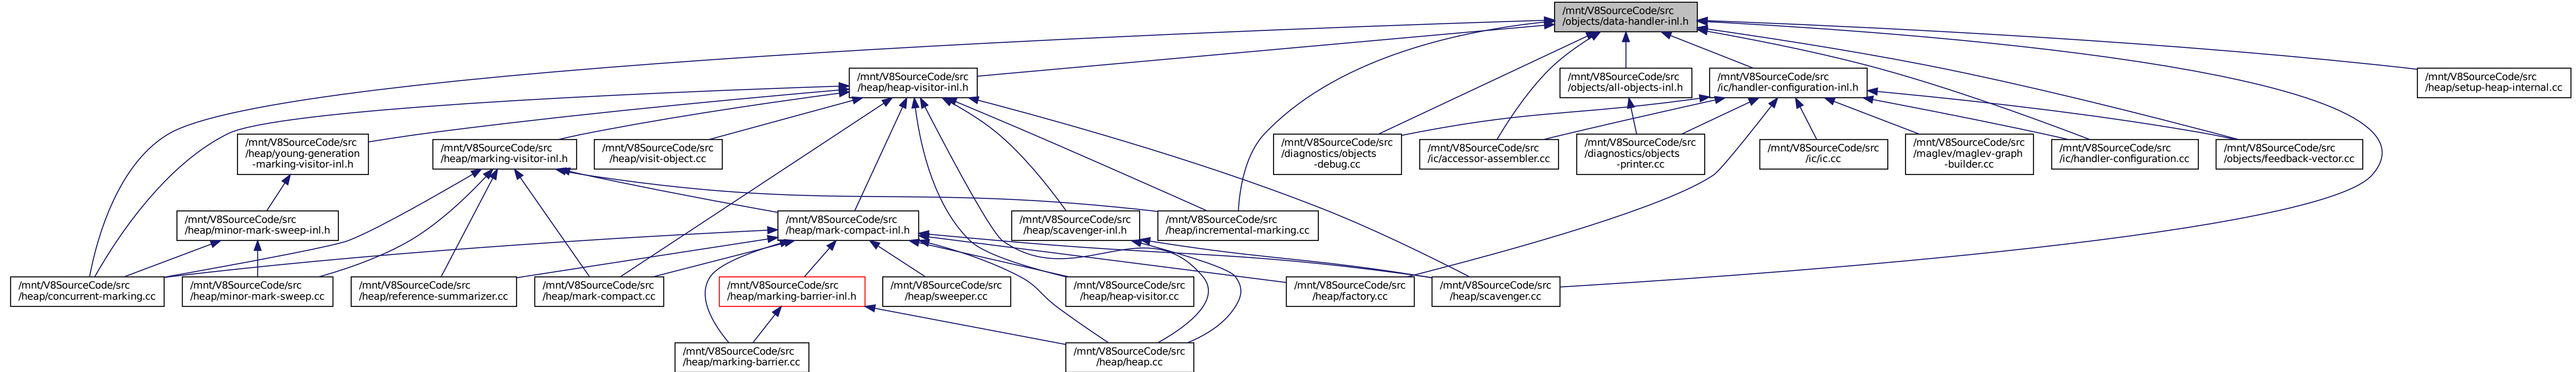 /mnt/V8SourceCode/src
/objects/data-handler-inl.h
/mnt/V8SourceCode/src
/heap/heap-visitor-inl.h
/mnt/V8SourceCode/src
/objects/all-objects-inl.h
/mnt/V8SourceCode/src
/ic/handler-configuration-inl.h
/mnt/V8SourceCode/src
/heap/setup-heap-internal.cc
/mnt/V8SourceCode/src
/heap/young-generation
-marking-visitor-inl.h
/mnt/V8SourceCode/src
/heap/marking-visitor-inl.h
/mnt/V8SourceCode/src
/heap/visit-object.cc
/mnt/V8SourceCode/src
/diagnostics/objects
-debug.cc
/mnt/V8SourceCode/src
/ic/accessor-assembler.cc
/mnt/V8SourceCode/src
/diagnostics/objects
-printer.cc
/mnt/V8SourceCode/src
/ic/ic.cc
/mnt/V8SourceCode/src
/maglev/maglev-graph
-builder.cc
/mnt/V8SourceCode/src
/ic/handler-configuration.cc
/mnt/V8SourceCode/src
/objects/feedback-vector.cc
/mnt/V8SourceCode/src
/heap/minor-mark-sweep-inl.h
/mnt/V8SourceCode/src
/heap/mark-compact-inl.h
/mnt/V8SourceCode/src
/heap/scavenger-inl.h
/mnt/V8SourceCode/src
/heap/incremental-marking.cc
/mnt/V8SourceCode/src
/heap/concurrent-marking.cc
/mnt/V8SourceCode/src
/heap/minor-mark-sweep.cc
/mnt/V8SourceCode/src
/heap/reference-summarizer.cc
/mnt/V8SourceCode/src
/heap/mark-compact.cc
/mnt/V8SourceCode/src
/heap/marking-barrier-inl.h
/mnt/V8SourceCode/src
/heap/sweeper.cc
/mnt/V8SourceCode/src
/heap/heap-visitor.cc
/mnt/V8SourceCode/src
/heap/factory.cc
/mnt/V8SourceCode/src
/heap/scavenger.cc
/mnt/V8SourceCode/src
/heap/marking-barrier.cc
/mnt/V8SourceCode/src
/heap/heap.cc